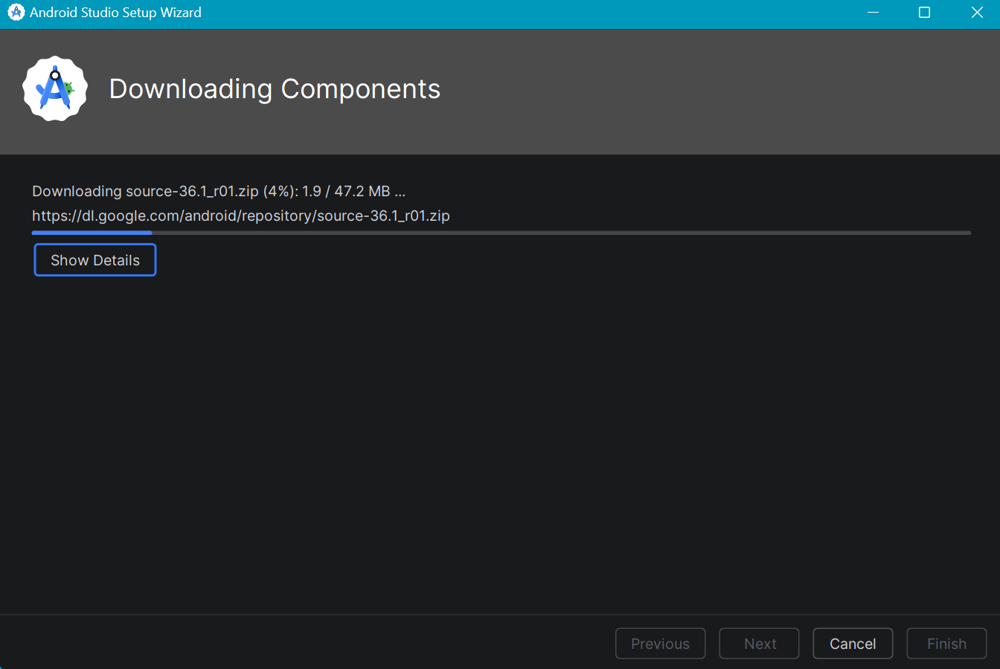 Android Studio Setup Wizard
Downloading Components
Downloading source-36.1_r01.zip (4%): 1.9 / 47.2 MB ...
https://dl.google.com/android/repository/source-36.1_r01.zip
Show Details
Previous
Next
Cancel
Finish